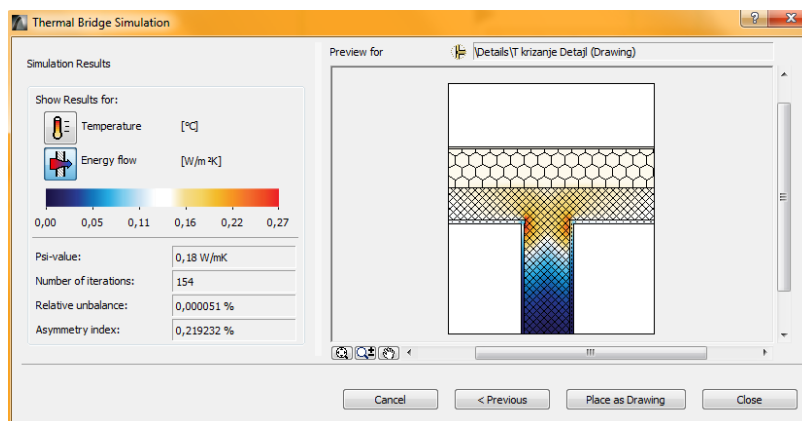 Thermal Bridge Simulation
?
X
Simulation Results
Show Results for:
Temperature [°C]
Energy flow [W/m²K]
0,00 0,05 0,11 0,16 0,22 0,27
Psi-value: 0,18 W/mK
Number of iterations: 154
Relative unbalance: 0,000051 %
Asymmetry index: 0,219232 %
Preview for \Details\T krizanje Detajl (Drawing)
Cancel
< Previous
Place as Drawing
Close